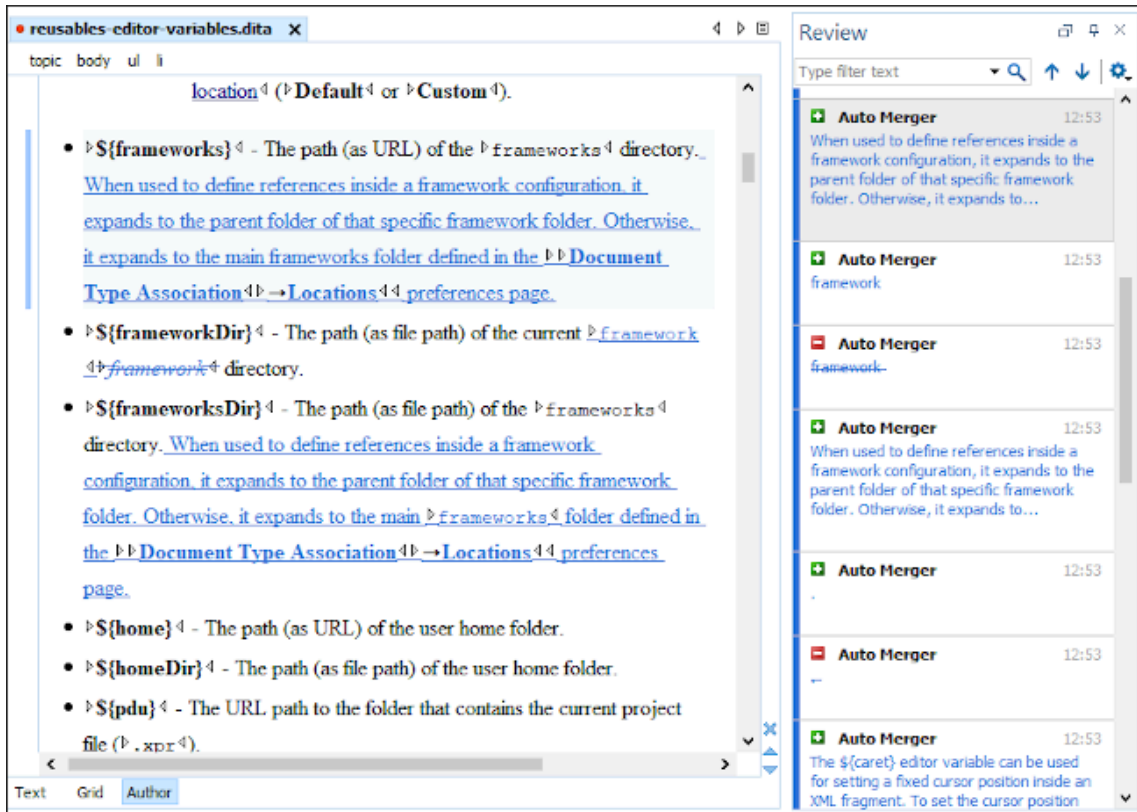 reusables-editor-variables.dita X
topic body ul li
location (Default or Custom).
${frameworks} - The path (as URL) of the frameworks directory.
When used to define references inside a framework configuration, it
expands to the parent folder of that specific framework folder. Otherwise,
it expands to the main frameworks folder defined in the Document
Type Association→Locations preferences page.
${frameworkDir} - The path (as file path) of the current framework
framework directory.
${frameworksDir} - The path (as file path) of the frameworks
directory. When used to define references inside a framework
configuration, it expands to the parent folder of that specific framework
folder. Otherwise, it expands to the main frameworks folder defined in
the Document Type Association→Locations preferences
page.
${home} - The path (as URL) of the user home folder.
${homeDir} - The path (as file path) of the user home folder.
${pdu} - The URL path to the folder that contains the current project
file (.xpr).
Text Grid Author
Review
Type filter text
Auto Merger 12:53
When used to define references inside a
framework configuration, it expands to the
parent folder of that specific framework
folder. Otherwise, it expands to...
Auto Merger 12:53
framework
Auto Merger 12:53
framework
Auto Merger 12:53
When used to define references inside a
framework configuration, it expands to the
parent folder of that specific framework
folder. Otherwise, it expands to...
Auto Merger 12:53
.
Auto Merger 12:53
Auto Merger 12:53
The ${caret} editor variable can be used
for setting a fixed cursor position inside an
XML fragment. To set the cursor position